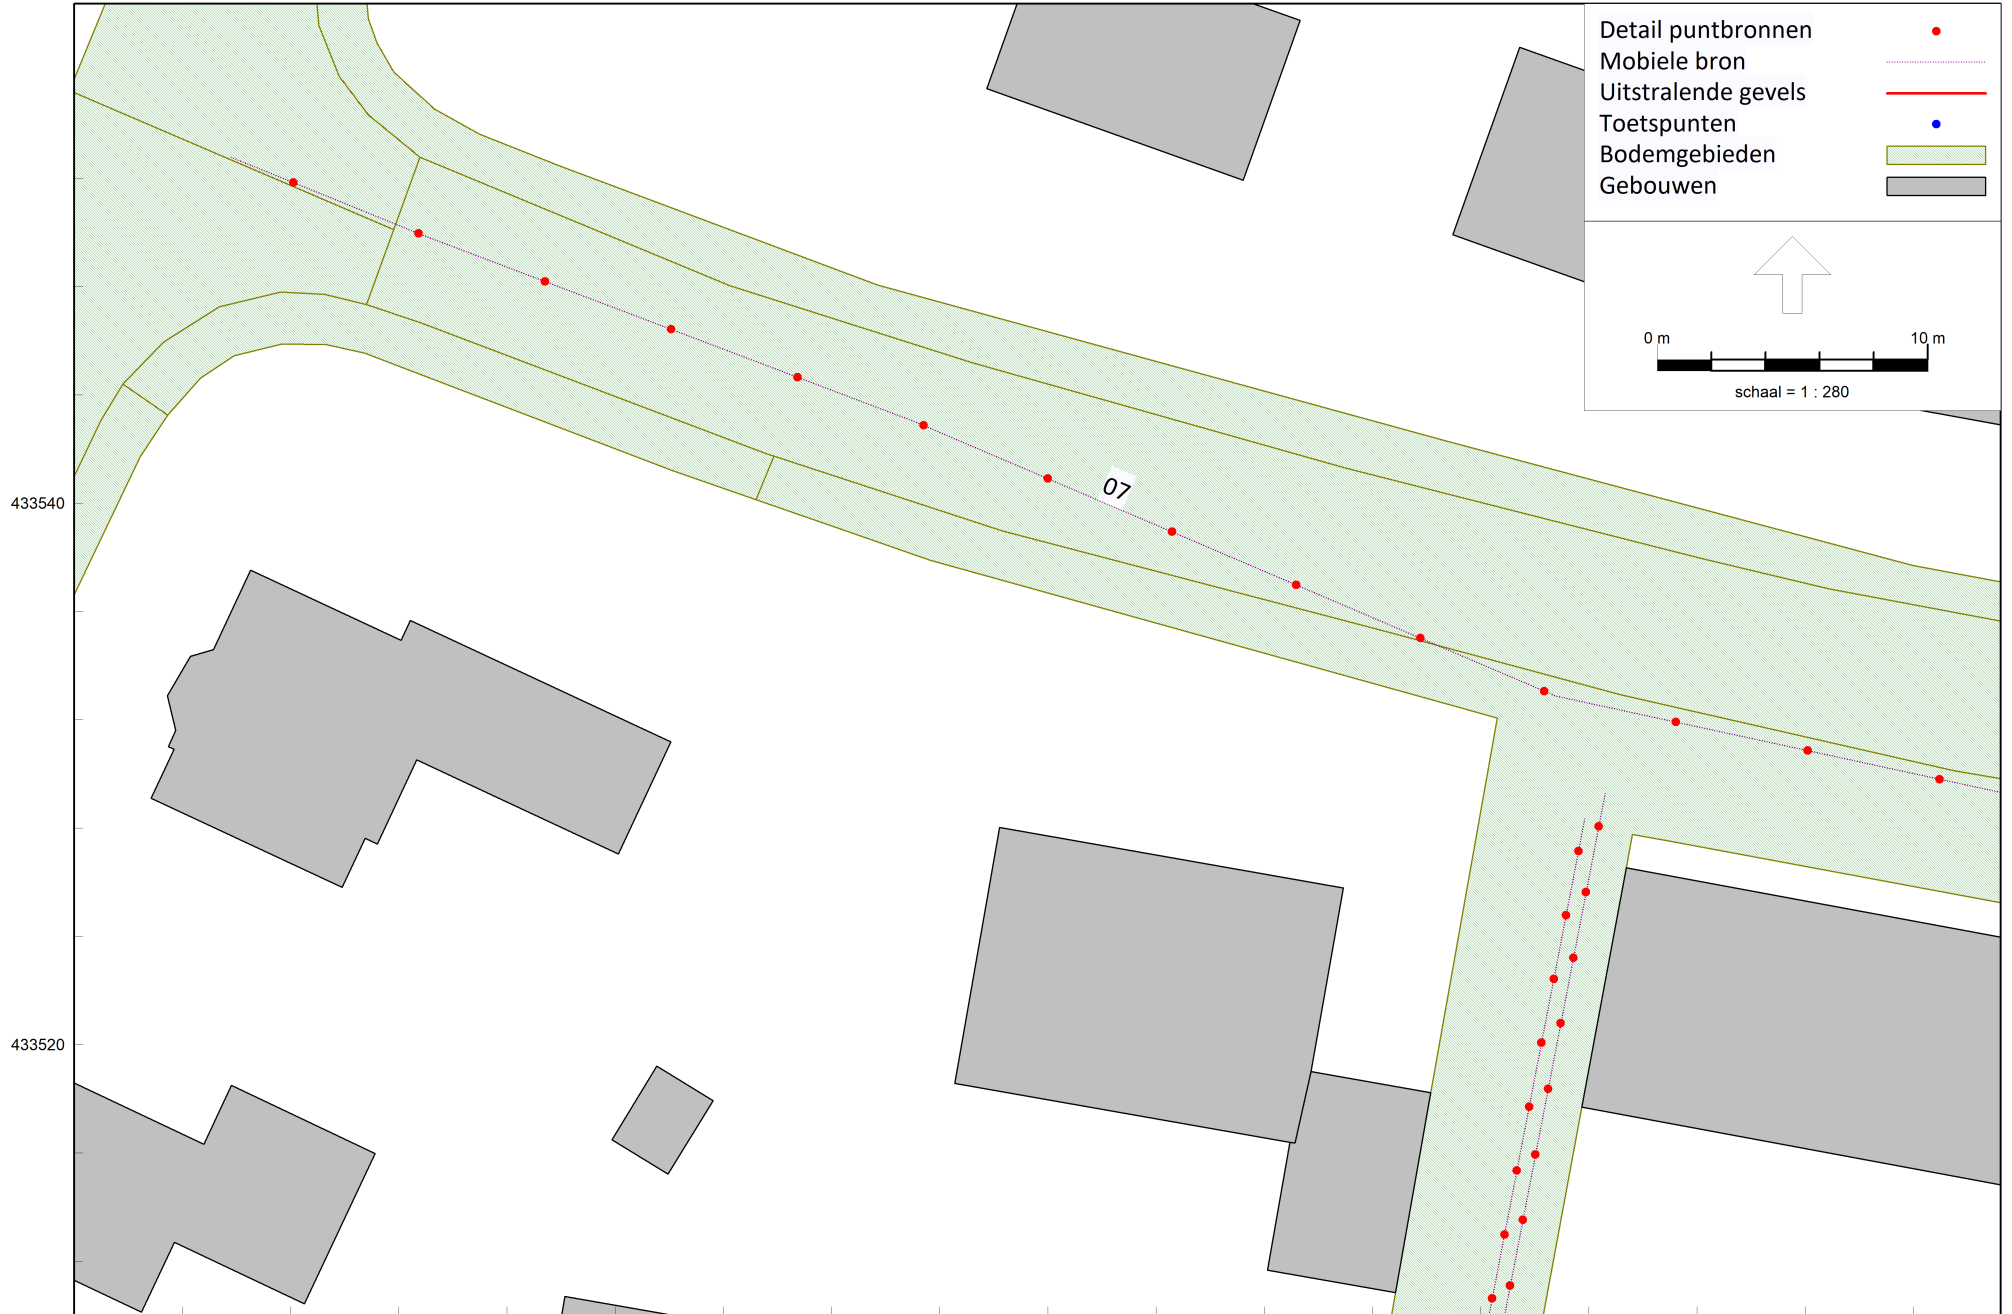 Detail puntbronnen
Mobiele bron
Uitstralende gevels
Toetspunten
Bodemgebieden
Gebouwen
0 m
10 m
schaal = 1 : 280
433540
07
433520